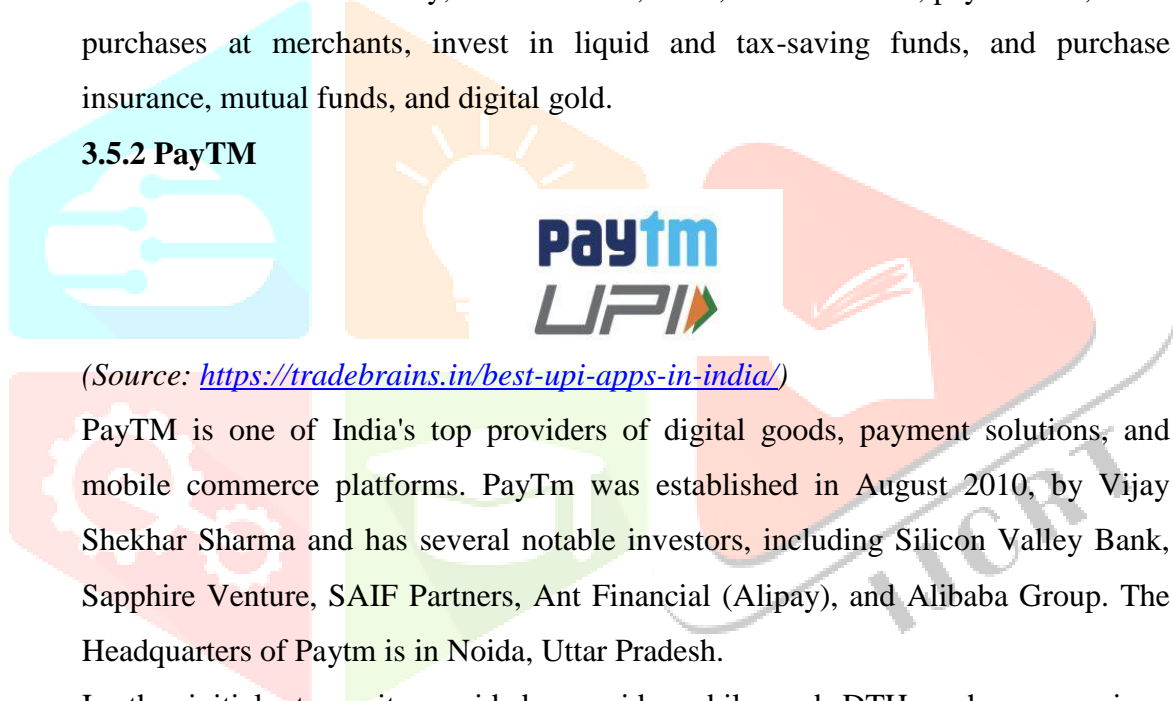 purchases at merchants, invest in liquid and tax-saving funds, and purchase
insurance, mutual funds, and digital gold.
3.5.2 PayTM
paytm
UPI
(Source: https://tradebrains.in/best-upi-apps-in-india/)
PayTM is one of India's top providers of digital goods, payment solutions, and
mobile commerce platforms. PayTm was established in August 2010, by Vijay
Shekhar Sharma and has several notable investors, including Silicon Valley Bank,
Sapphire Venture, SAIF Partners, Ant Financial (Alipay), and Alibaba Group. The
Headquarters of Paytm is in Noida, Uttar Pradesh.
IJCRT